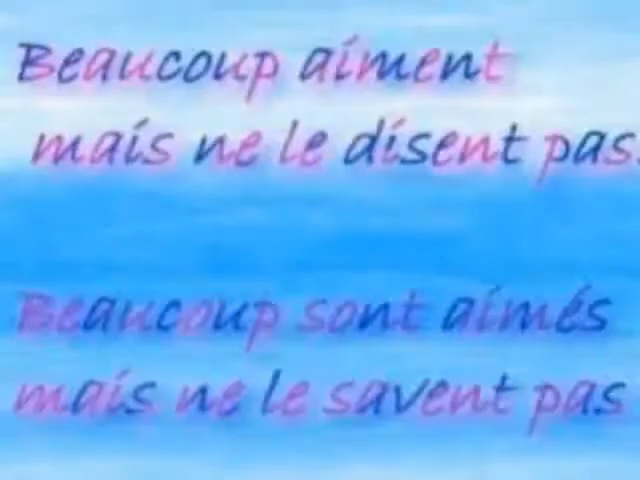 Beaucoup aiment
mais ne le disent pas.
Beaucoup sont aimés
mais ne le savent pas